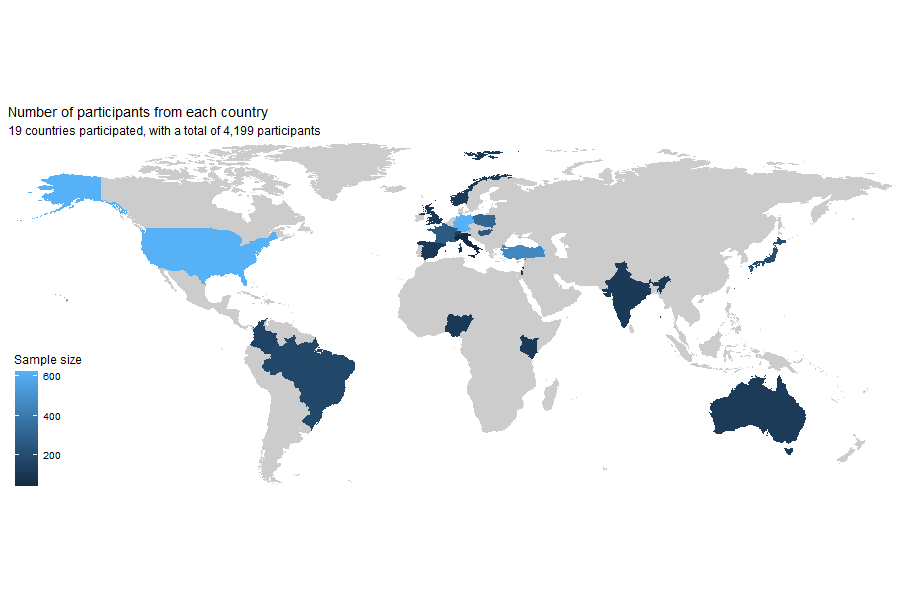 Number of participants from each country
19 countries participated, with a total of 4,199 participants
Sample size
600
400
200